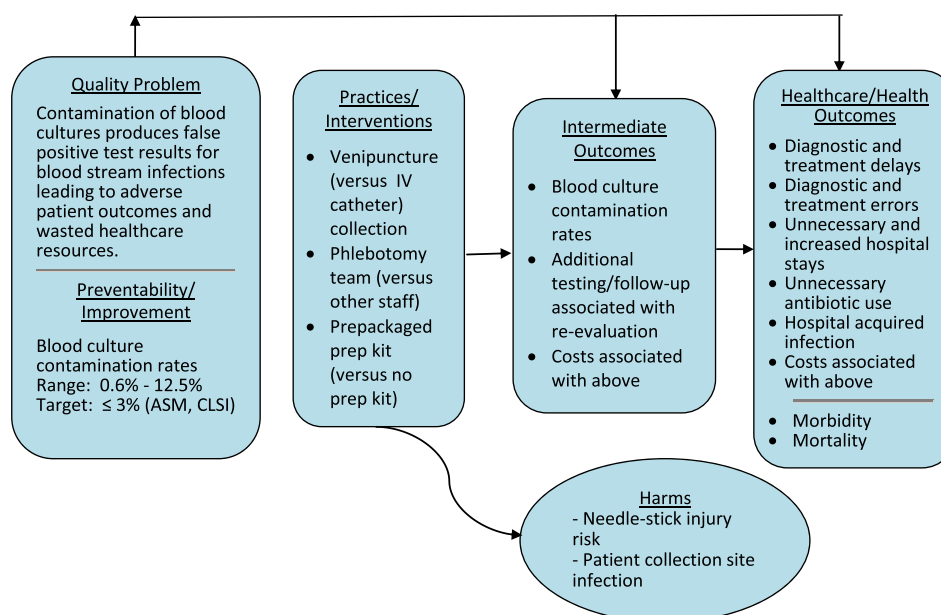 Quality Problem
Contamination of blood
cultures produces false
positive test results for
blood stream infections
leading to adverse
patient outcomes and
wasted healthcare
resources.
Preventability/
Improvement
Blood culture
contamination rates
Range: 0.6% - 12.5%
Target: ≤ 3% (ASM, CLSI)
Practices/
Interventions
• Venipuncture
(versus IV
catheter)
collection
• Phlebotomy
team (versus
other staff)
• Prepackaged
prep kit
(versus no
prep kit)
Intermediate
Outcomes
• Blood culture
contamination
rates
• Additional
testing/follow-up
associated with
re-evaluation
• Costs associated
with above
Healthcare/Health
Outcomes
• Diagnostic and
treatment delays
• Diagnostic and
treatment errors
• Unnecessary and
increased hospital
stays
• Unnecessary
antibiotic use
• Hospital acquired
infection
• Costs associated
with above
• Morbidity
• Mortality
Harms
- Needle-stick injury
risk
- Patient collection site
infection